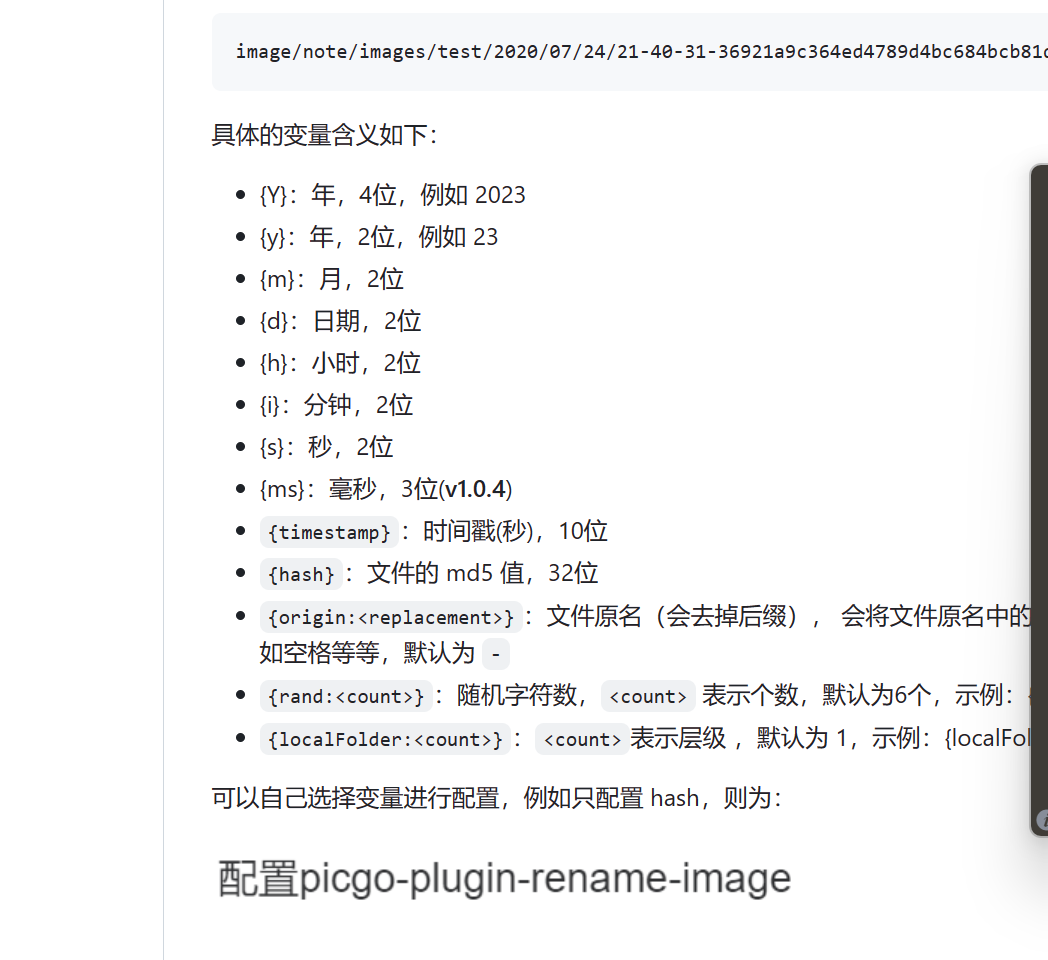 image/note/images/test/2020/07/24/21-40-31-36921a9c364ed4789d4bc684bcb81
具体的变量含义如下：
{Y}：年，4位，例如 2023
{y}：年，2位，例如 23
{m}：月，2位
{d}：日期，2位
{h}：小时，2位
{i}：分钟，2位
{s}：秒，2位
{ms}：毫秒，3位(v1.0.4)
{timestamp}：时间戳(秒)，10位
{hash}：文件的 md5 值，32位
{origin:<replacement>}：文件原名（会去掉后缀）， 会将文件原名中的
如空格等等，默认为 -
{rand:<count>}：随机字符数，<count> 表示个数，默认为6个，示例：
{localFolder:<count>}：<count>表示层级 ，默认为 1，示例：{localFol
可以自己选择变量进行配置，例如只配置 hash，则为：
配置picgo-plugin-rename-image